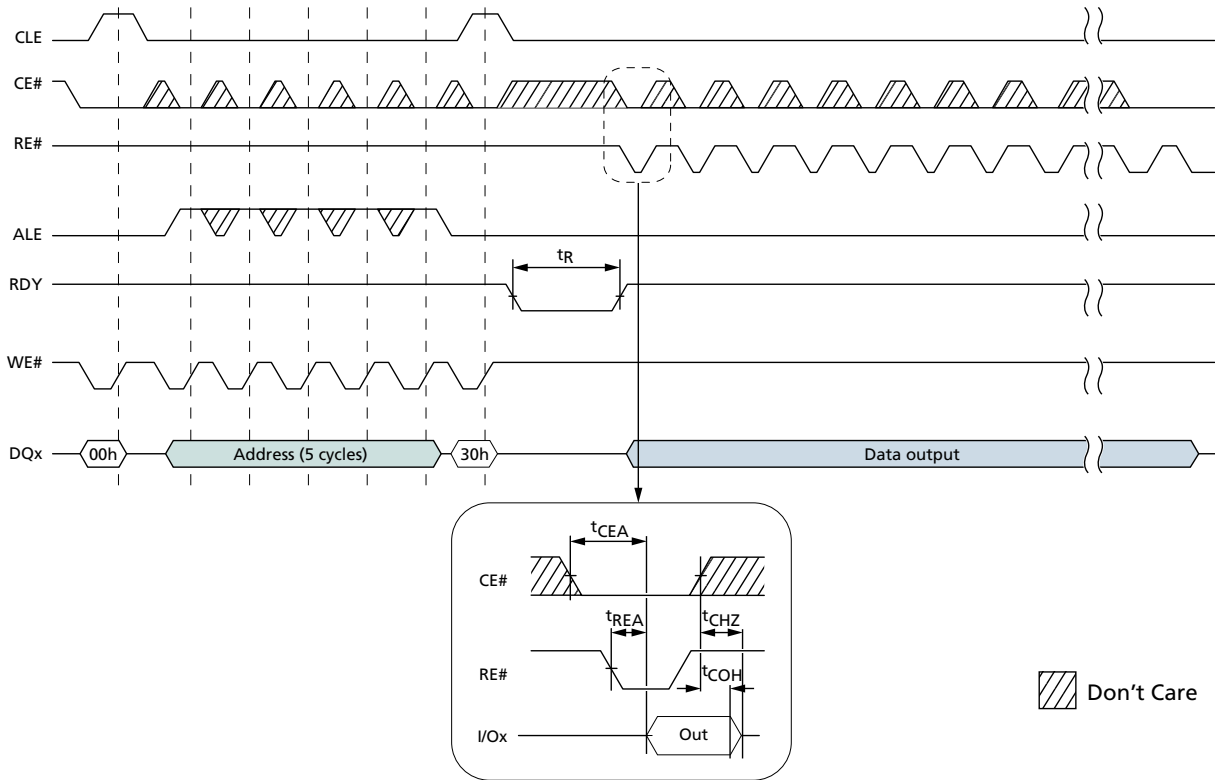 CLE
CE#
RE#
ALE
tR
RDY
WE#
DQx 00h Address (5 cycles) 30h Data output
tCEA
CE#
tREA tCHZ
RE#
tCOH
I/Ox Out
Don't Care